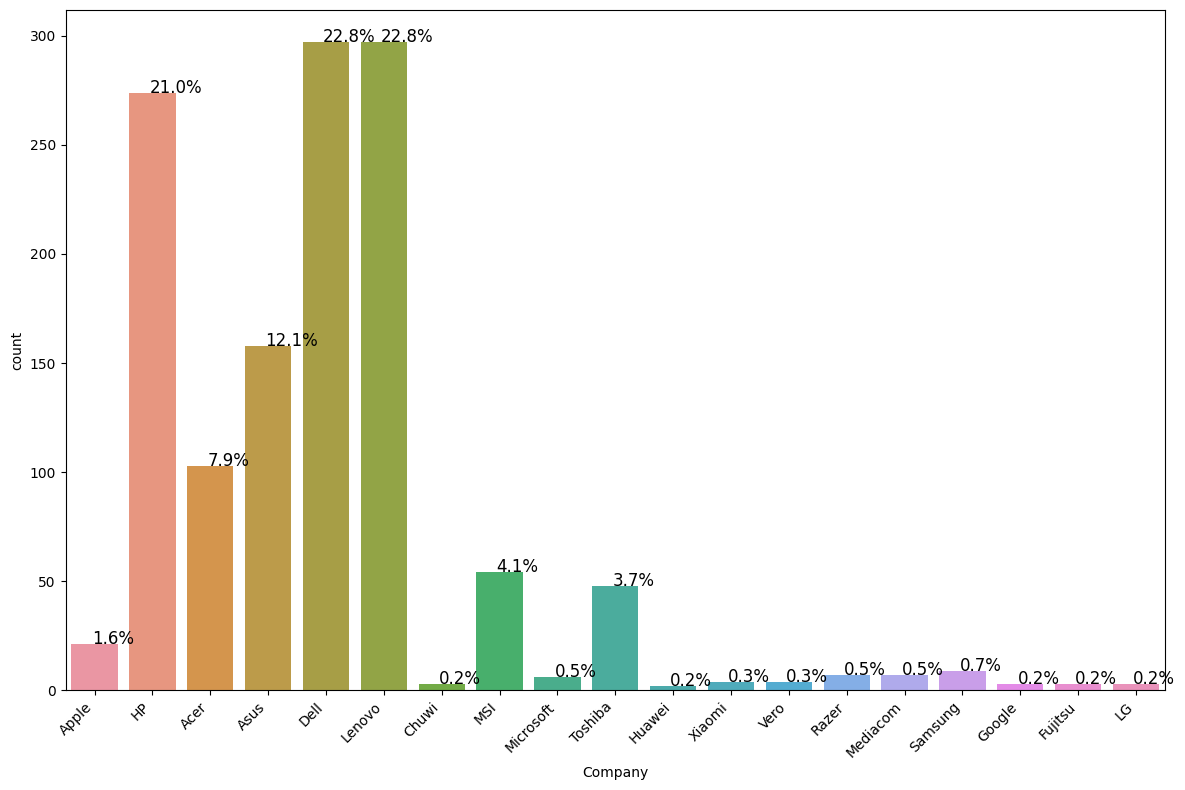 300
250
200
150
100
50
0
count
1.6%
21.0%
7.9%
12.1%
22.8%
22.8%
0.2%
4.1%
0.5%
3.7%
0.2%
0.3%
0.3%
0.5%
0.5%
0.7%
0.2%
0.2%
0.2%
Apple
HP
Acer
Asus
Dell
Lenovo
Chuwi
MSI
Microsoft
Toshiba
Huawei
Xiaomi
Vero
Razer
Mediacom
Samsung
Google
Fujitsu
LG
Company